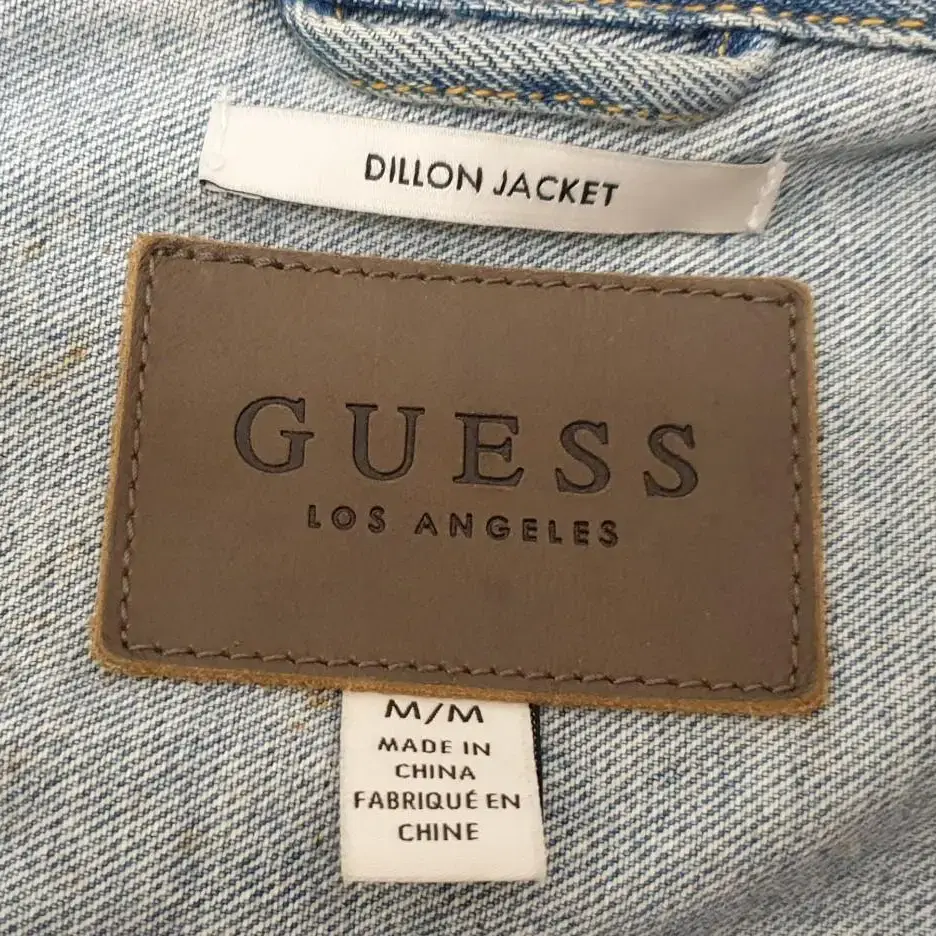 DILLON JACKET
GUESS
LOS ANGELES
M/M
MADE IN
CHINA
FABRIQUÉ EN
CHINE